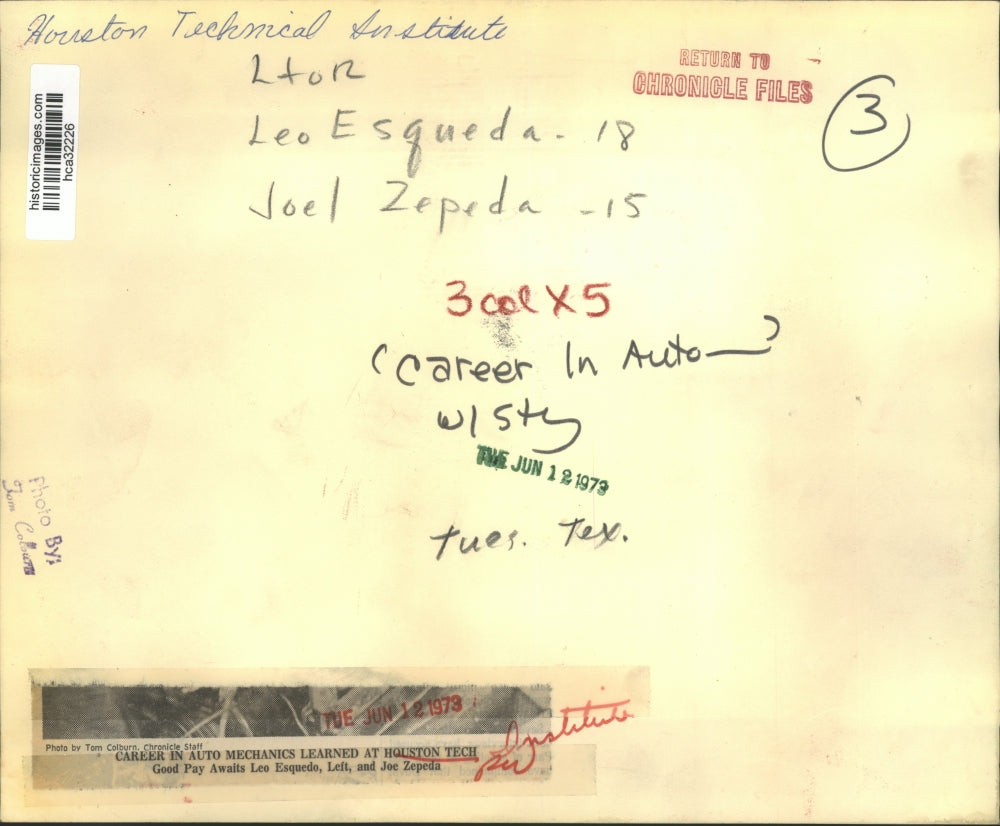 Houston Technical Institute
RETURN TO
CHRONICLE FILES
3
historicimages.com
hca32226
L to R
Leo Esqueda - 18
Joel Zepeda - 15
3 col X 5
(Career In Auto—)
w/ Sty
TUE JUN 12 1973
Photo By:
Tom Colburn
Tues. Tex.
TUE JUN 12 1973
Photo by Tom Colburn, Chronicle Staff
CAREER IN AUTO MECHANICS LEARNED AT HOUSTON TECH
Institute
Good Pay Awaits Leo Esquedo, Left, and Joe Zepeda